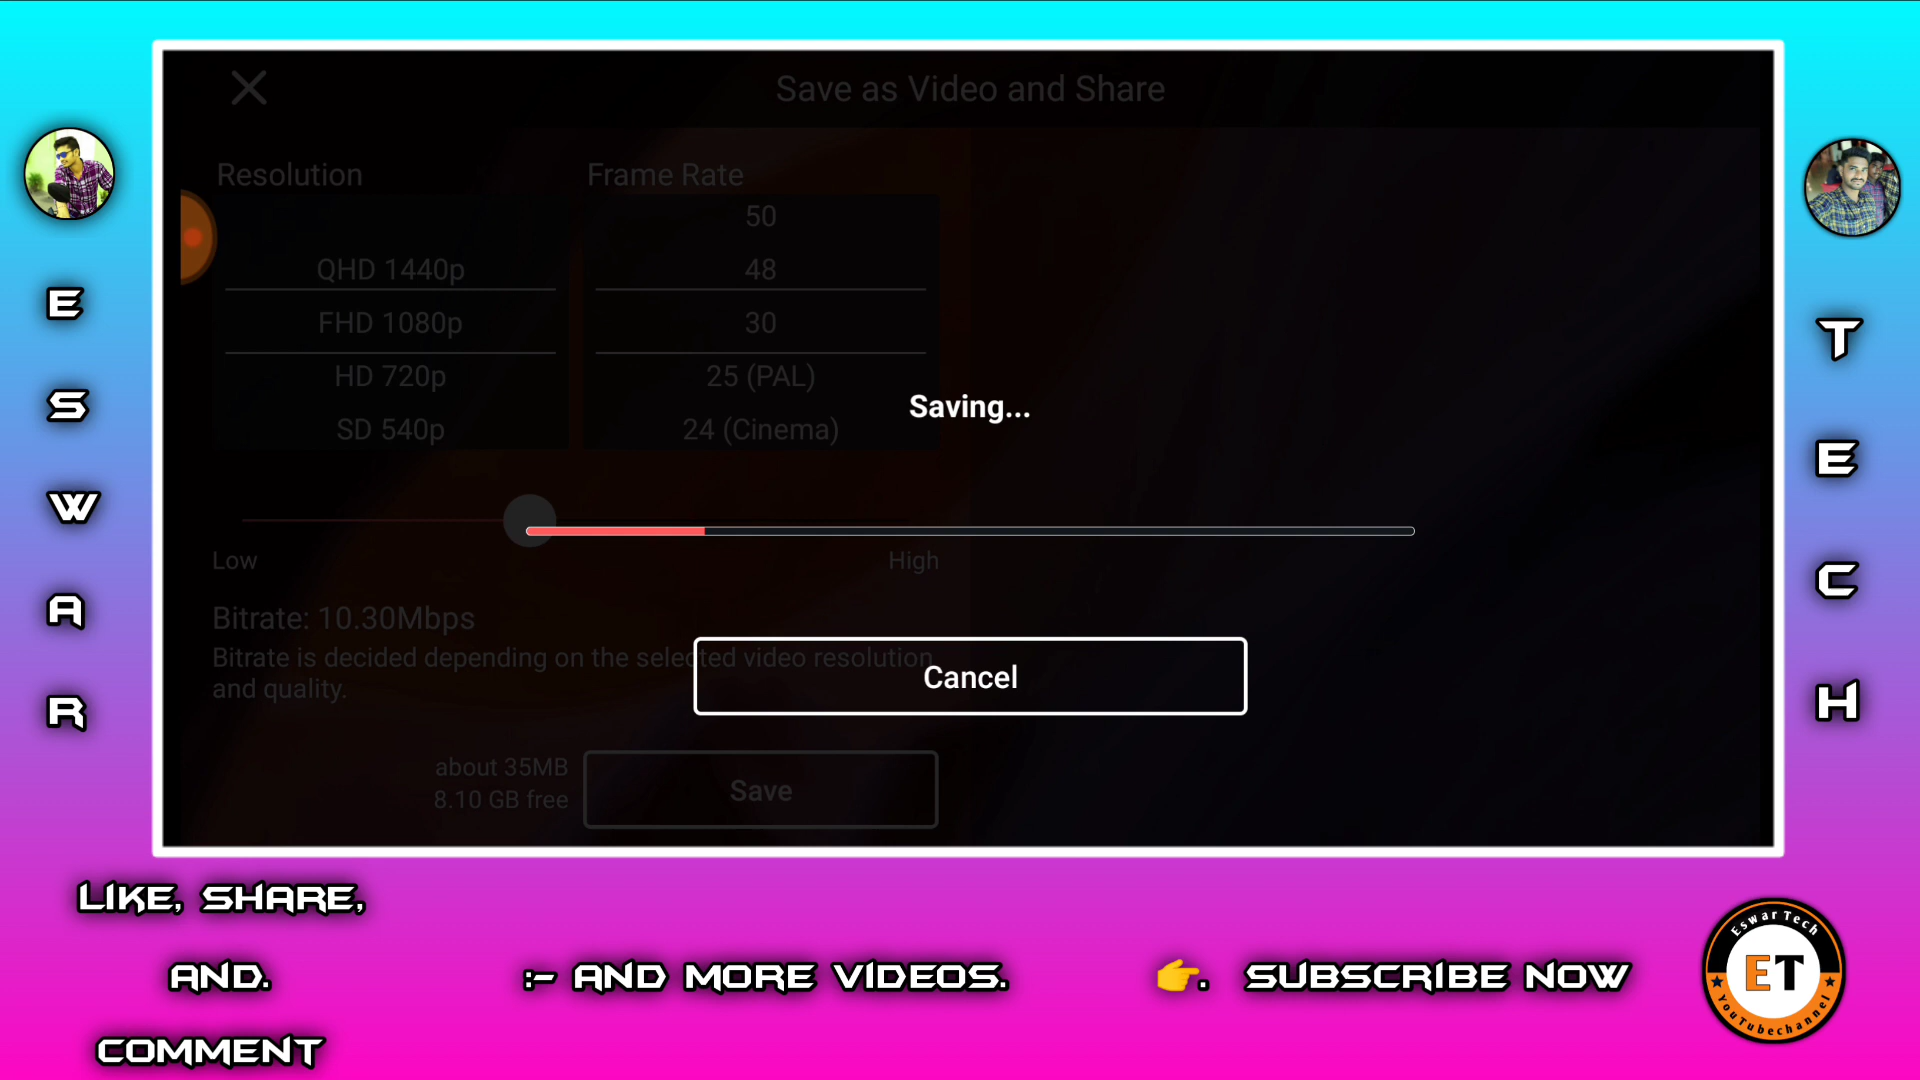 Save as Video and Share
Resolution
Frame Rate
50
QHD 1440p
48
FHD 1080p
30
HD 720p
25 (PAL)
SD 540p
24 (Cinema)
Saving...
Low
High
Bitrate: 10.30Mbps
Bitrate is decided depending on the selected video resolution
and quality.
Cancel
about 35MB
8.10 GB free
Save
E
S
W
A
R
T
E
C
H
LIKE, SHARE,
AND.
COMMENT
:- AND MORE VIDEOS.
👉. SUBSCRIBE NOW
Eswar Tech
ET
YouTubechannel